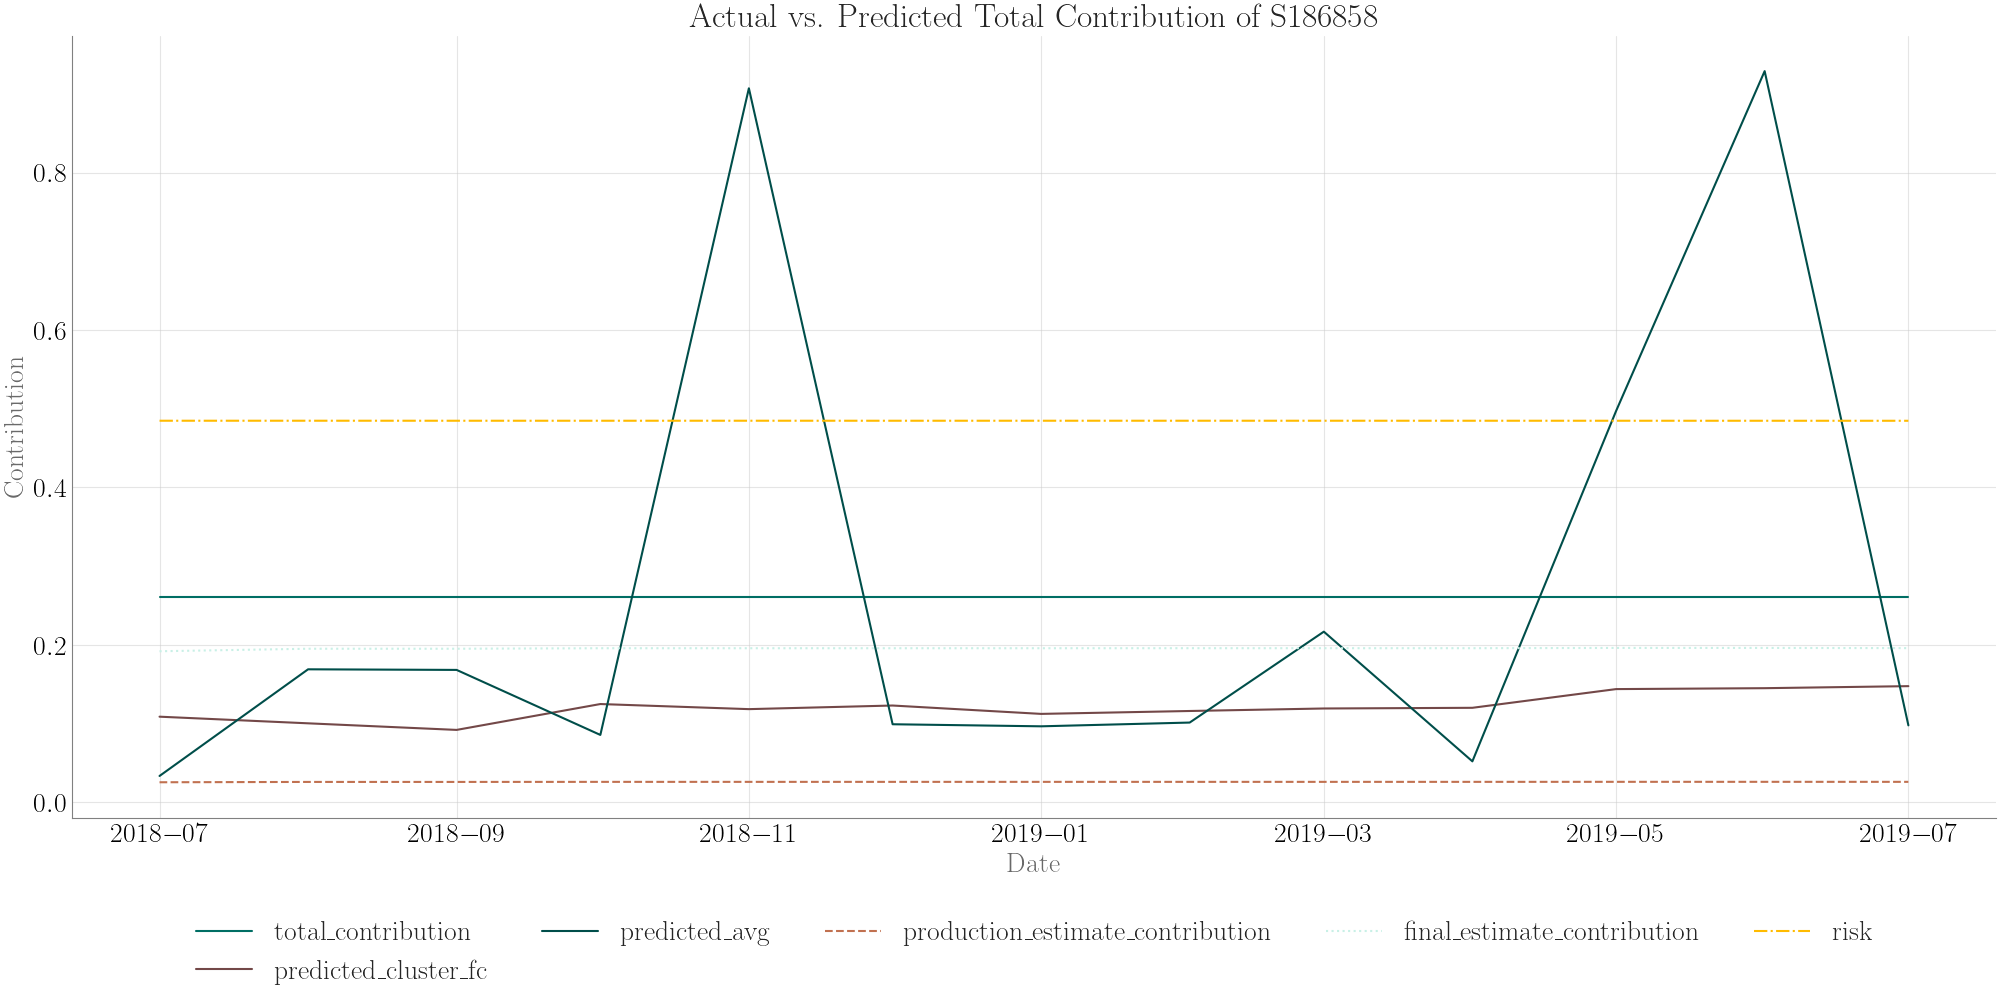 Actual vs. Predicted Total Contribution of S186858
Contribution
0.8
0.6
0.4
0.2
0.0
2018–07 2018–09 2018–11 2019–01 2019–03 2019–05 2019–07
Date
total_contribution predicted_avg production_estimate_contribution final_estimate_contribution risk
predicted_cluster_fc